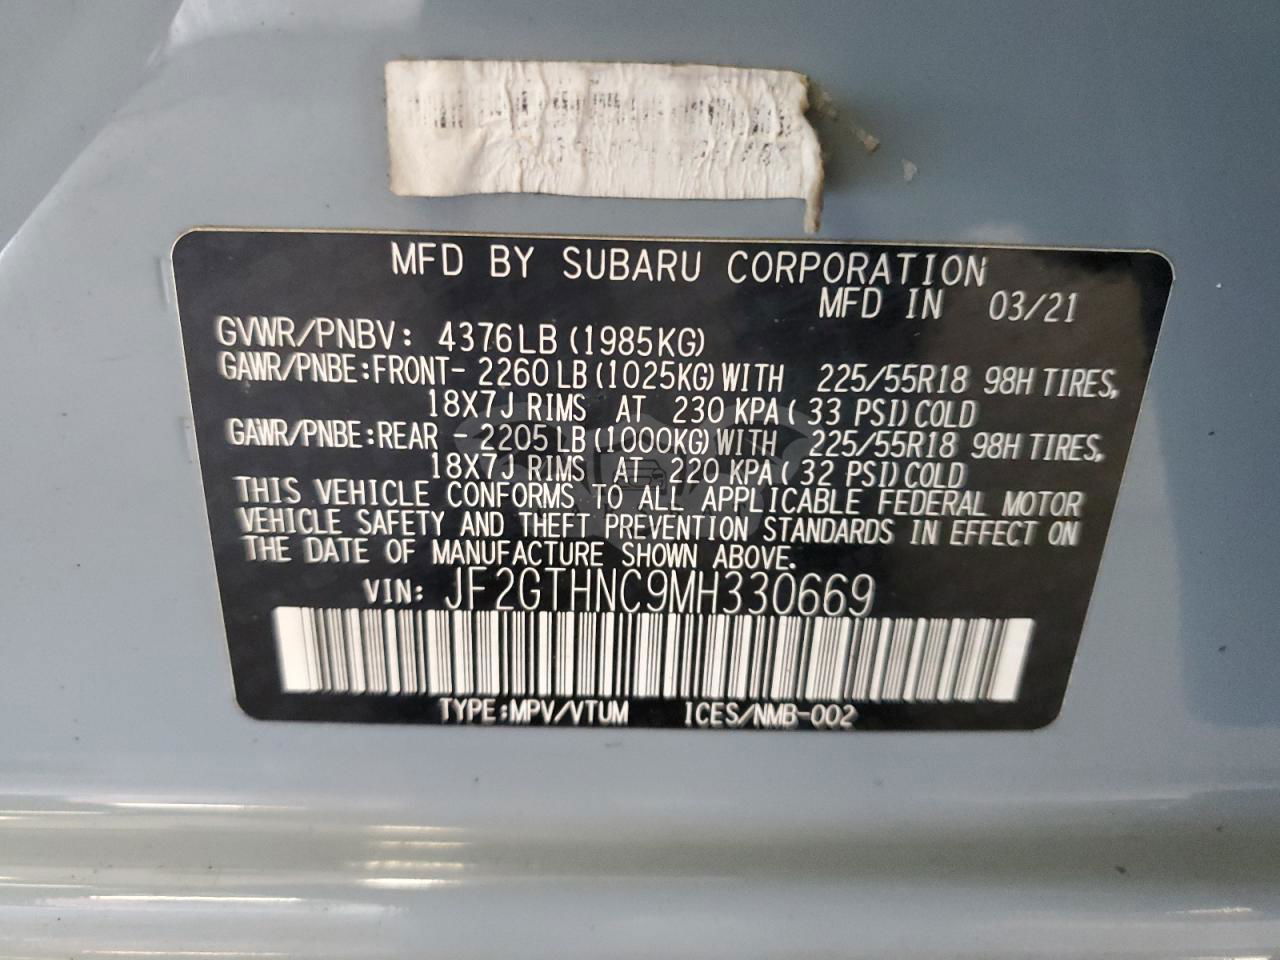 MFD BY SUBARU CORPORATION
MFD IN 03/21
GVWR/PNBV: 4376LB (1985KG)
GAWR/PNBE:FRONT- 2260 LB (1025KG) WITH 225/55R18 98H TIRES,
18X7J RIMS AT 230 KPA ( 33 PSI) COLD
GAWR/PNBE:REAR - 2205 LB (1000KG) WITH 225/55R18 98H TIRES,
18X7J RIMS AT 220 KPA ( 32 PSI) COLD
THIS VEHICLE CONFORMS TO ALL APPLICABLE FEDERAL MOTOR
VEHICLE SAFETY AND THEFT PREVENTION STANDARDS IN EFFECT ON
THE DATE OF MANUFACTURE SHOWN ABOVE.
VIN: JF2GTHNC9MH330669
TYPE:MPV/VTUM ICES/NMB-002